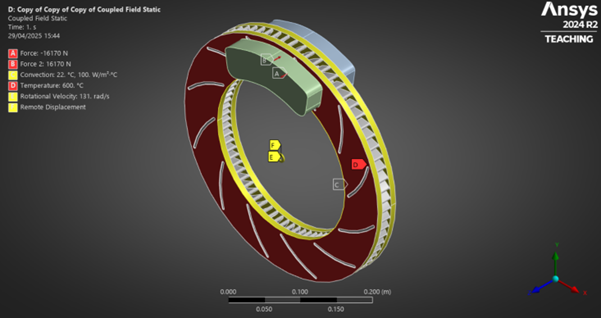 D: Copy of Copy of Copy of Coupled Field Static
Coupled Field Static
Time: 1. s
29/04/2025 15:44
A Force: -16170 N
B Force 2: 16170 N
C Convection: 22. °C, 100. W/m²·°C
D Temperature: 600. °C
E Rotational Velocity: 131. rad/s
F Remote Displacement
Ansys
2024 R2
TEACHING
B
A
F
E
D
C
0.000
0.100
0.200 (m)
0.050
0.150
Y
Z
X